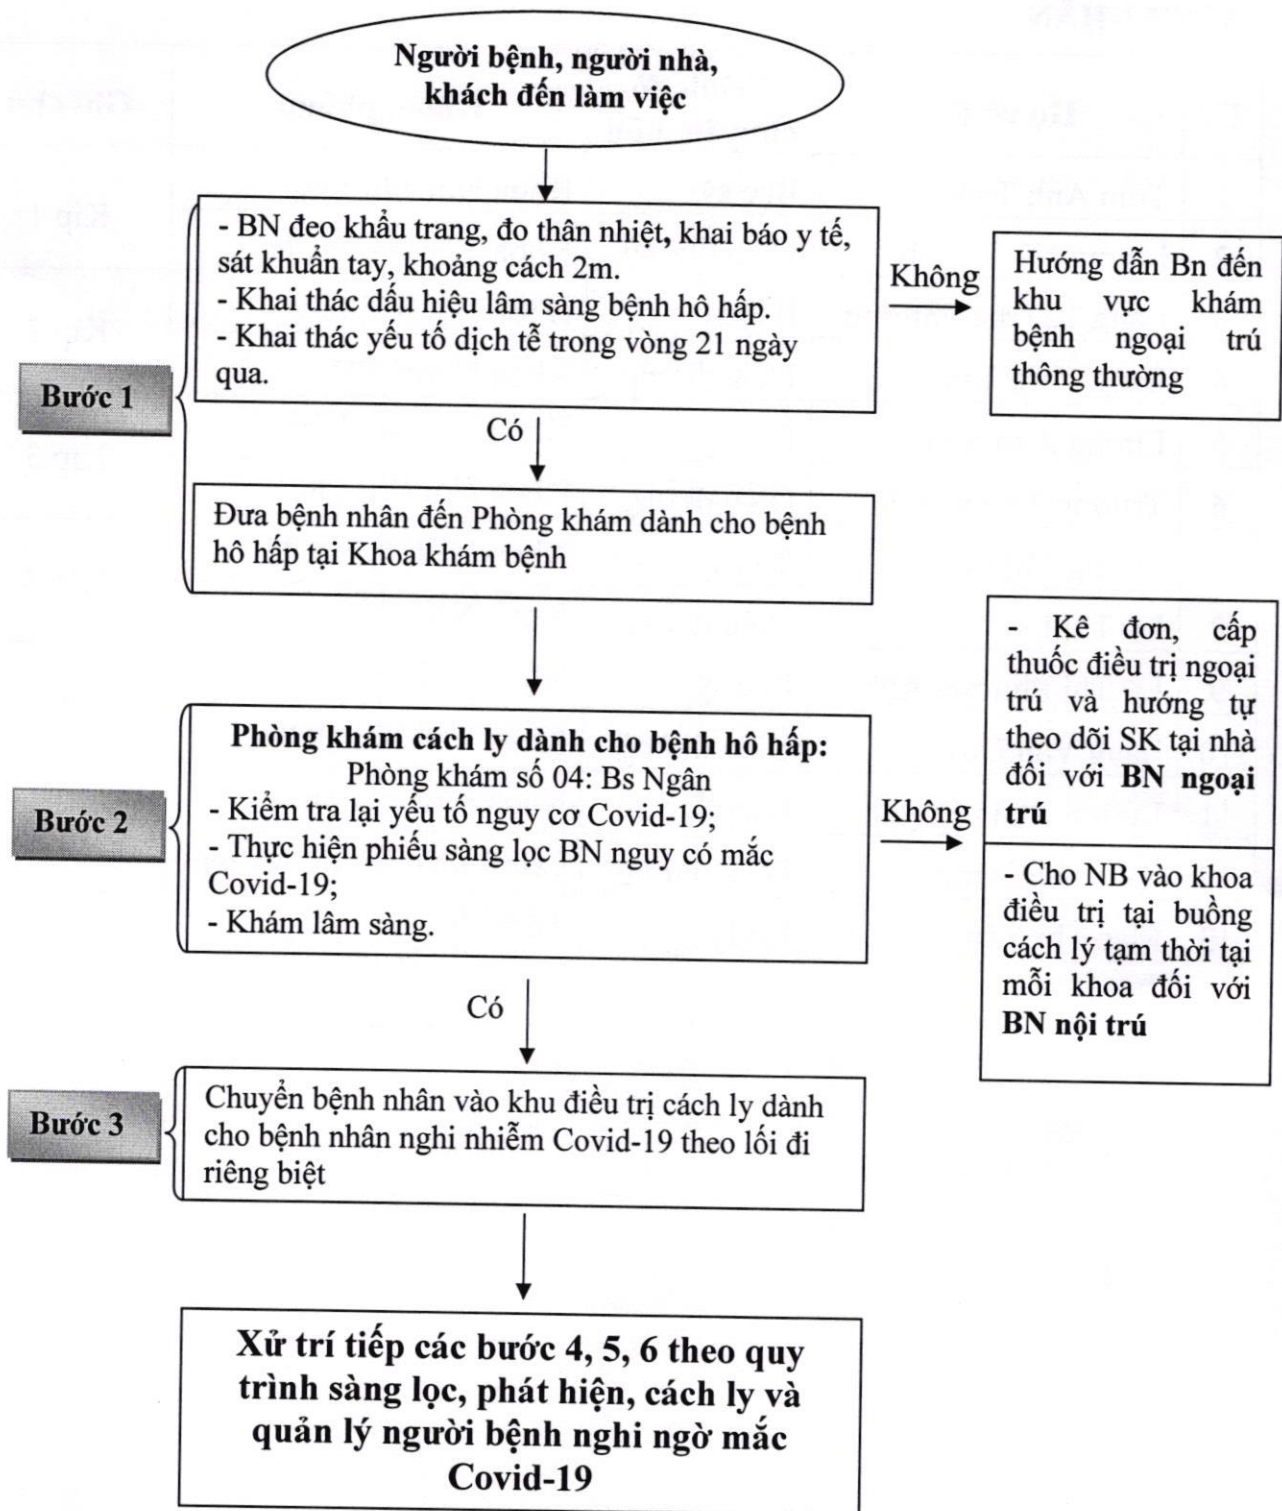 Người bệnh, người nhà,
khách đến làm việc
- BN đeo khẩu trang, đo thân nhiệt, khai báo y tế,
sát khuẩn tay, khoảng cách 2m.
- Khai thác dấu hiệu lâm sàng bệnh hô hấp.
- Khai thác yếu tố dịch tễ trong vòng 21 ngày
qua.
Không
Hướng dẫn Bn đến
khu vực khám
bệnh ngoại trú
thông thường
Bước 1
Có
Đưa bệnh nhân đến Phòng khám dành cho bệnh
hô hấp tại Khoa khám bệnh
Bước 2
Phòng khám cách ly dành cho bệnh hô hấp:
Phòng khám số 04: Bs Ngân
- Kiểm tra lại yếu tố nguy cơ Covid-19;
- Thực hiện phiếu sàng lọc BN nguy có mắc
Covid-19;
- Khám lâm sàng.
Không
- Kê đơn, cấp
thuốc điều trị ngoại
trú và hướng tự
theo dõi SK tại nhà
đối với BN ngoại
trú
- Cho NB vào khoa
điều trị tại buồng
cách lý tạm thời tại
mỗi khoa đối với
BN nội trú
Có
Bước 3
Chuyển bệnh nhân vào khu điều trị cách ly dành
cho bệnh nhân nghi nhiễm Covid-19 theo lối đi
riêng biệt
Xử trí tiếp các bước 4, 5, 6 theo quy
trình sàng lọc, phát hiện, cách ly và
quản lý người bệnh nghi ngờ mắc
Covid-19